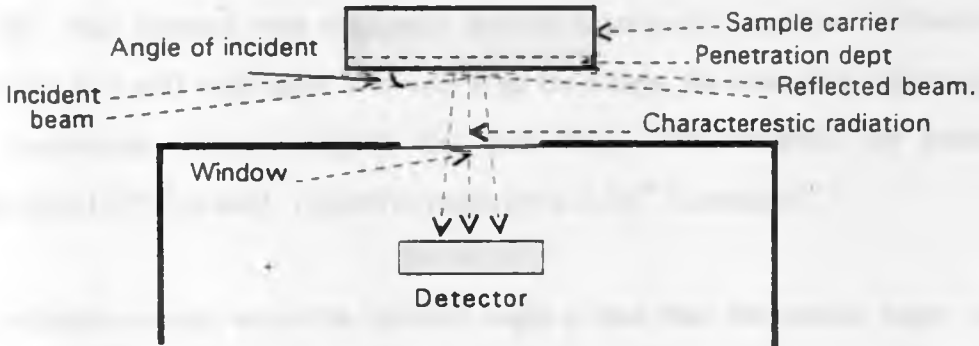 Sample carrier
Angle of incident
Penetration dept
Reflected beam.
Incident
beam
Characterestic radiation
Window
Detector